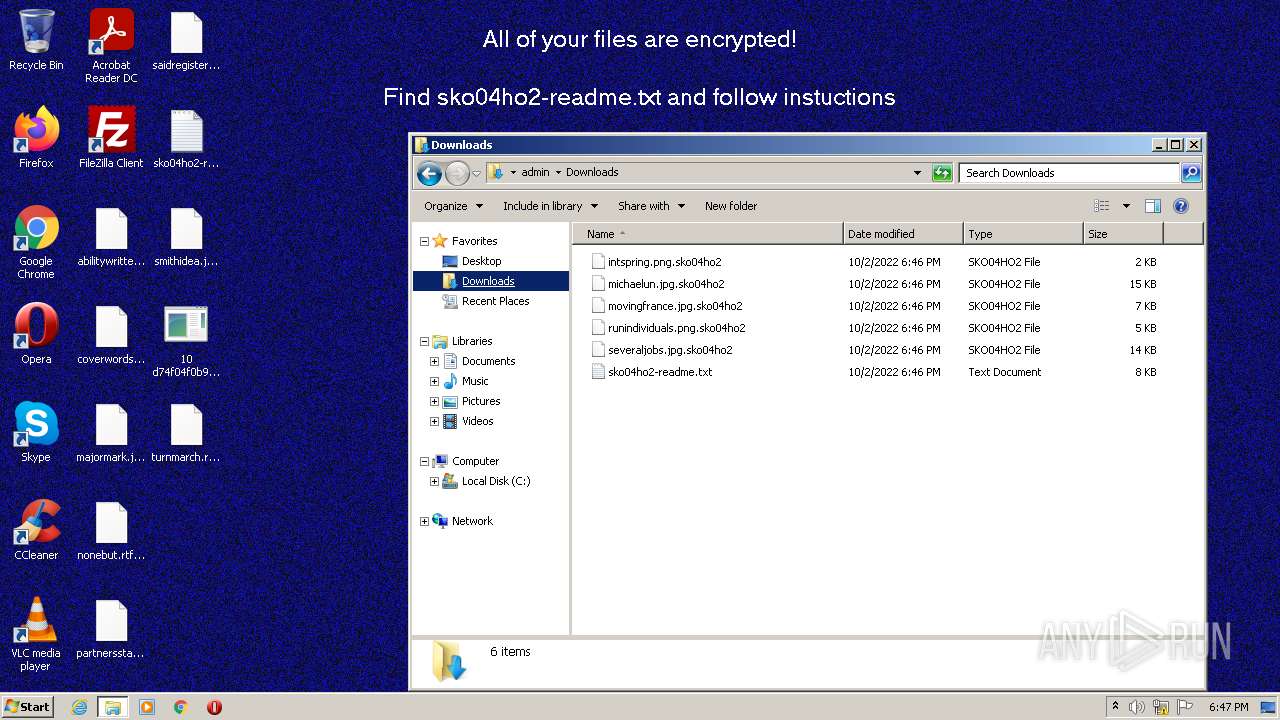 All of your files are encrypted!
Find sko04ho2-readme.txt and follow instuctions
Recycle Bin
Acrobat Reader DC
saidregister...
Firefox
FileZilla Client
sko04ho2-r...
Google Chrome
abilitywritte...
smithidea.j...
Opera
coverwords...
10
d74f04f0b9...
Skype
majormark.j...
turnmarch.r...
CCleaner
nonebut.rtf...
VLC media player
partnerssta...
Downloads
admin Downloads
Search Downloads
Organize Include in library Share with New folder
Favorites
Desktop
Downloads
Recent Places
Libraries
Documents
Music
Pictures
Videos
Computer
Local Disk (C:)
Network
Name Date modified Type Size
intspring.png.sko04ho2 10/2/2022 6:46 PM SKO04HO2 File 2 KB
michaelun.jpg.sko04ho2 10/2/2022 6:46 PM SKO04HO2 File 15 KB
moviesfrance.jpg.sko04ho2 10/2/2022 6:46 PM SKO04HO2 File 7 KB
runindividuals.png.sko04ho2 10/2/2022 6:46 PM SKO04HO2 File KB
severaljobs.jpg.sko04ho2 10/2/2022 6:46 PM SKO04HO2 File 14 KB
sko04ho2-readme.txt 10/2/2022 6:46 PM Text Document 8 KB
6 items
ANY RUN
Start
6:47 PM